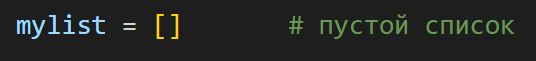 mylist = []       # пустой список